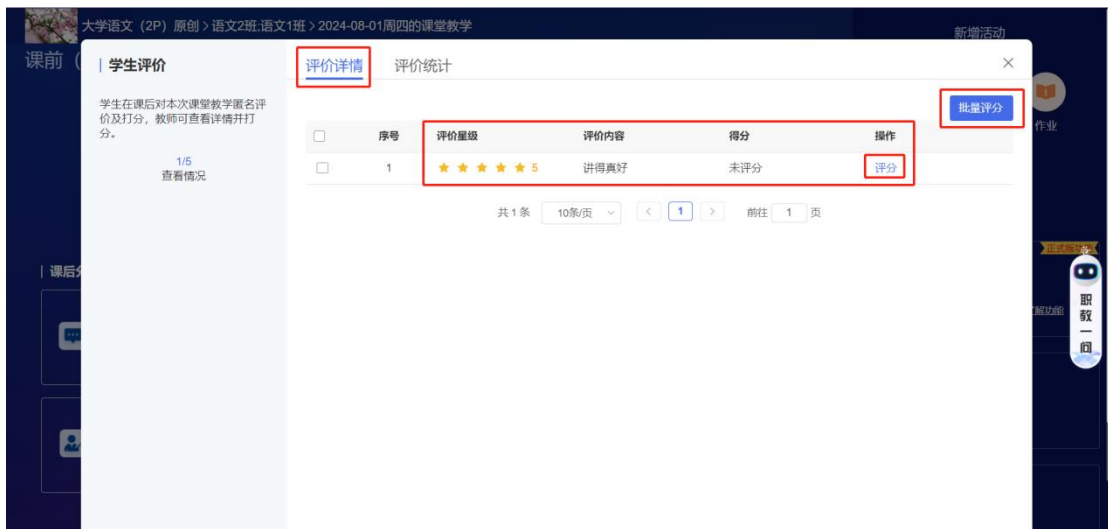 大学语文（2P）原创 > 语文2班;语文1班 > 2024-08-01周四的课堂教学
新增活动
课前（
学生评价
评价详情
评价统计
学生在课后对本次课堂教学匿名评
价及打分，教师可查看详情并打
分。
1/5
查看情况
批量评分
作业
序号 评价星级 评价内容 得分 操作
1 5 讲得真好 未评分 评分
共 1 条 10条/页 1 前往 1 页
课后
正式版
解功能
职教一问